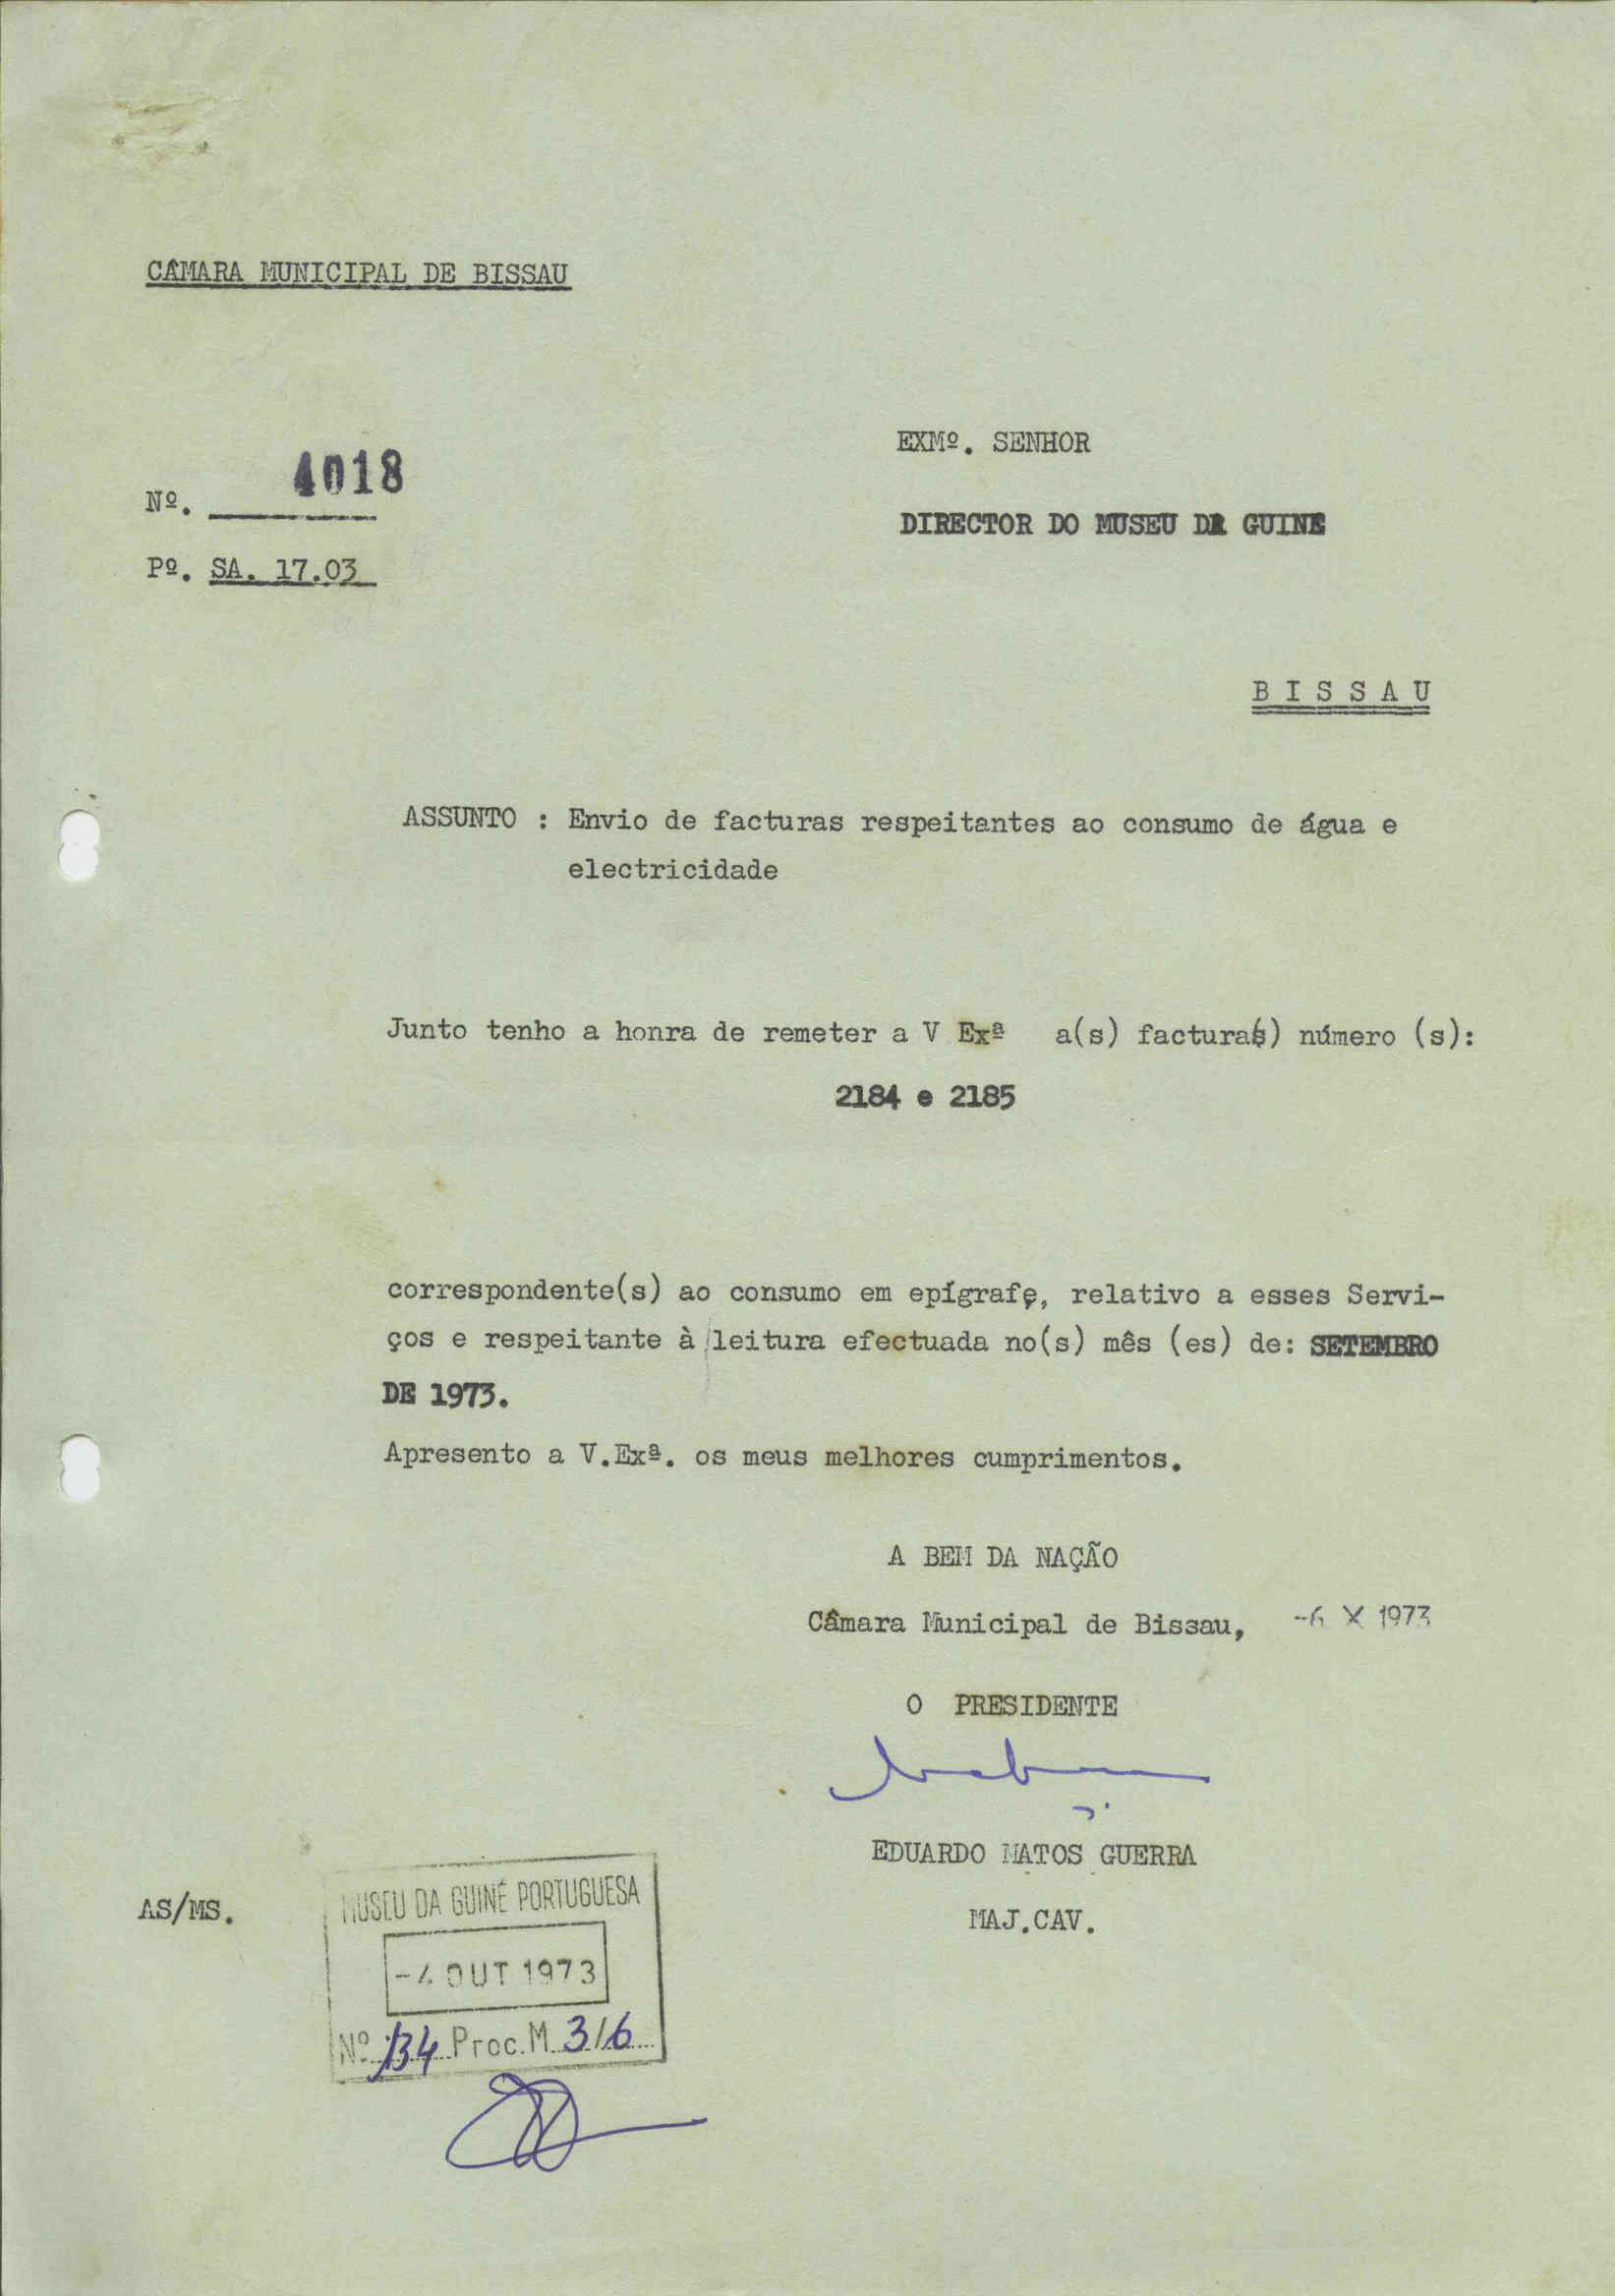 CÂMARA MUNICIPAL DE BISSAU
Nº. 4018
Pº. SA. 17.03
EXMº. SENHOR
DIRECTOR DO MUSEU DA GUINE
BISSAU
ASSUNTO : Envio de facturas respeitantes ao consumo de água e
electricidade
Junto tenho a honra de remeter a V Exª a(s) factura(s) número (s):
2184 e 2185
correspondente(s) ao consumo em epígrafe, relativo a esses Servi-
ços e respeitante à leitura efectuada no(s) mês (es) de: SETEMBRO
DE 1973.
Apresento a V.Exª. os meus melhores cumprimentos.
A BEM DA NAÇÃO
Câmara Municipal de Bissau, -6 X 1973
O PRESIDENTE
EDUARDO MATOS GUERRA
MAJ.CAV.
AS/MS.
MUSEU DA GUINÉ PORTUGUESA
OUT 1973
Nº 134 Proc. M 316